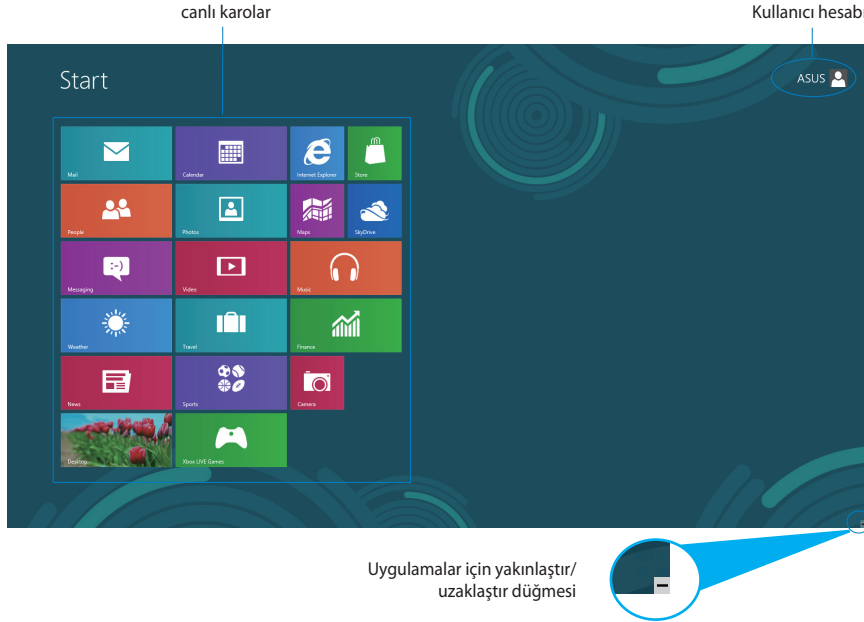 canlı karolar
Kullanıcı hesabı
Start
ASUS
Mail
Calendar
Internet Explorer
Store
People
Photos
Maps
SkyDrive
Messaging
Video
Music
Weather
Travel
Finance
News
Sports
Camera
Desktop
Xbox LIVE Games
Uygulamalar için yakınlaştır/
uzaklaştır düğmesi